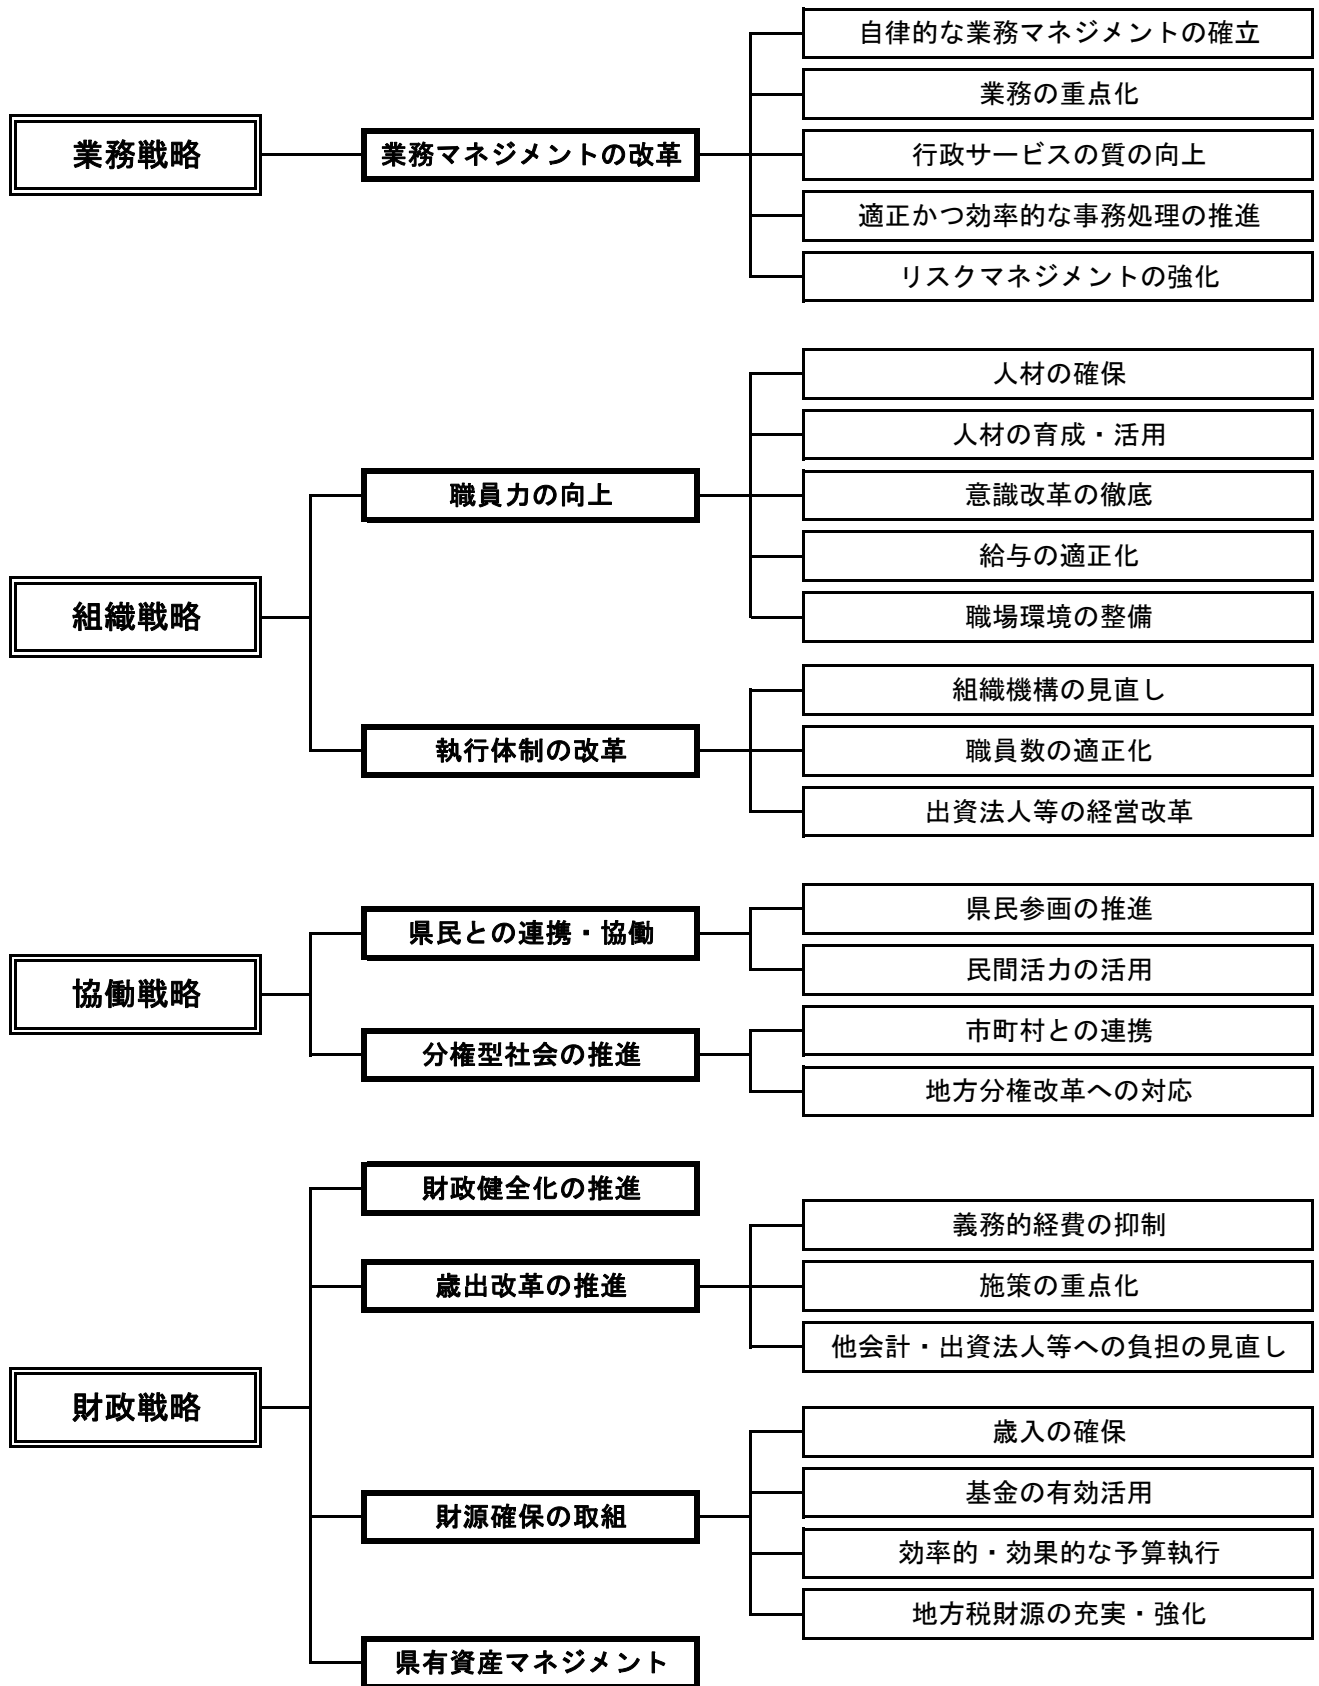 業務戦略
業務マネジメントの改革
自律的な業務マネジメントの確立
業務の重点化
行政サービスの質の向上
適正かつ効率的な事務処理の推進
リスクマネジメントの強化
組織戦略
職員力の向上
人材の確保
人材の育成・活用
意識改革の徹底
給与の適正化
職場環境の整備
執行体制の改革
組織機構の見直し
職員数の適正化
出資法人等の経営改革
協働戦略
県民との連携・協働
県民参画の推進
民間活力の活用
分権型社会の推進
市町村との連携
地方分権改革への対応
財政戦略
財政健全化の推進
歳出改革の推進
義務的経費の抑制
施策の重点化
他会計・出資法人等への負担の見直し
財源確保の取組
歳入の確保
基金の有効活用
効率的・効果的な予算執行
地方税財源の充実・強化
県有資産マネジメント